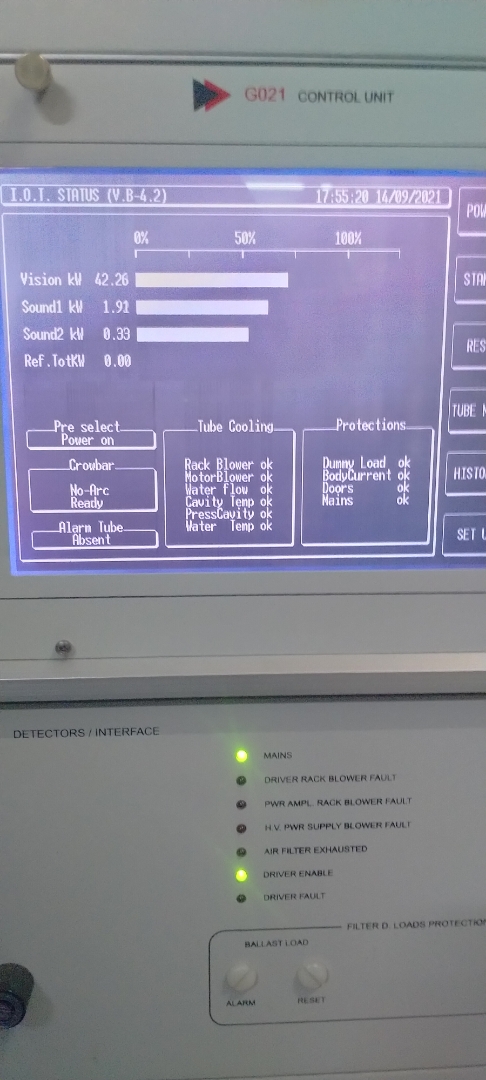 G021 CONTROL UNIT
I.O.T. STATUS (V.B-4.2) 17:55:20 14/09/2021
0% 50% 100%
Vision kW 42.26
Sound1 kW 1.92
Sound2 kW 0.33
Ref.TotKW 0.00
Pre select
Power on
Crowbar
No-Arc
Ready
Alarm Tube
Absent
Tube Cooling
Rack Blower ok
MotorBlower ok
Water flow ok
Cavity Temp ok
PressCavity ok
Water Temp ok
Protections
Dummy Load ok
BodyCurrent ok
Doors ok
Mains ok
POW
RES
TUBE
HISTO
SET
DETECTORS / INTERFACE
MAINS
DRIVER RACK BLOWER FAULT
PWR AMPL. RACK BLOWER FAULT
H.V. PWR SUPPLY BLOWER FAULT
AIR FILTER EXHAUSTED
DRIVER ENABLE
DRIVER FAULT
FILTER D. LOADS PROTECTION
BALLAST LOAD
ALARM RESET